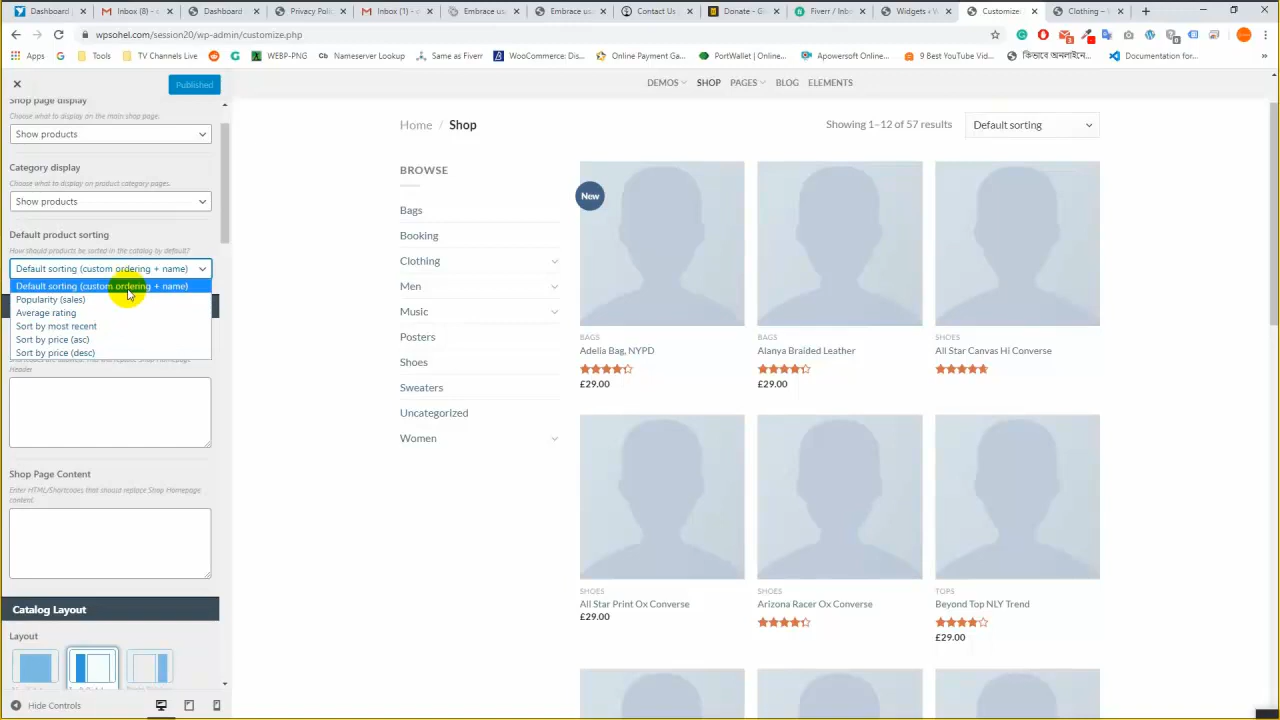 Dashboard
Inbox (8) -
Dashboard
Privacy Poli
Inbox (1) -
Embrace us
Embrace us
Contact Us
Donate – G
Fiverr / Inbo
Widgets ‹ W
Customize
Clothing –
wpsohel.com/session20/wp-admin/customize.php
Apps
Tools
TV Channels Live
WEBP-PNG
Nameserver Lookup
Same as Fiverr
WooCommerce: Disab...
Online Payment Ga...
PortWallet | Online...
Apowersoft Online...
9 Best YouTube Vid...
কিভাবে অনলাইনে...
Documentation for...
Published
DEMOS
SHOP
PAGES
BLOG
ELEMENTS
Shop page display
Choose what to display on the main shop page.
Show products
Category display
Choose what to display on product category pages.
Show products
Default product sorting
How should products be sorted in the catalog by default?
Default sorting (custom ordering + name)
Default sorting (custom ordering + name)
Popularity (sales)
Average rating
Sort by most recent
Sort by price (asc)
Sort by price (desc)
Header
Shop Page Content
Enter HTML/Shortcodes that should replace Shop Homepage
content.
Catalog Layout
Layout
Hide Controls
Home / Shop
Showing 1–12 of 57 results
Default sorting
BROWSE
Bags
Booking
Clothing
Men
Music
Posters
Shoes
Sweaters
Uncategorized
Women
New
BAGS
Adelia Bag, NYPD
£29.00
BAGS
Alanya Braided Leather
£29.00
SHOES
All Star Canvas Hi Converse
SHOES
All Star Print Ox Converse
£29.00
SHOES
Arizona Racer Ox Converse
TOPS
Beyond Top NLY Trend
£29.00